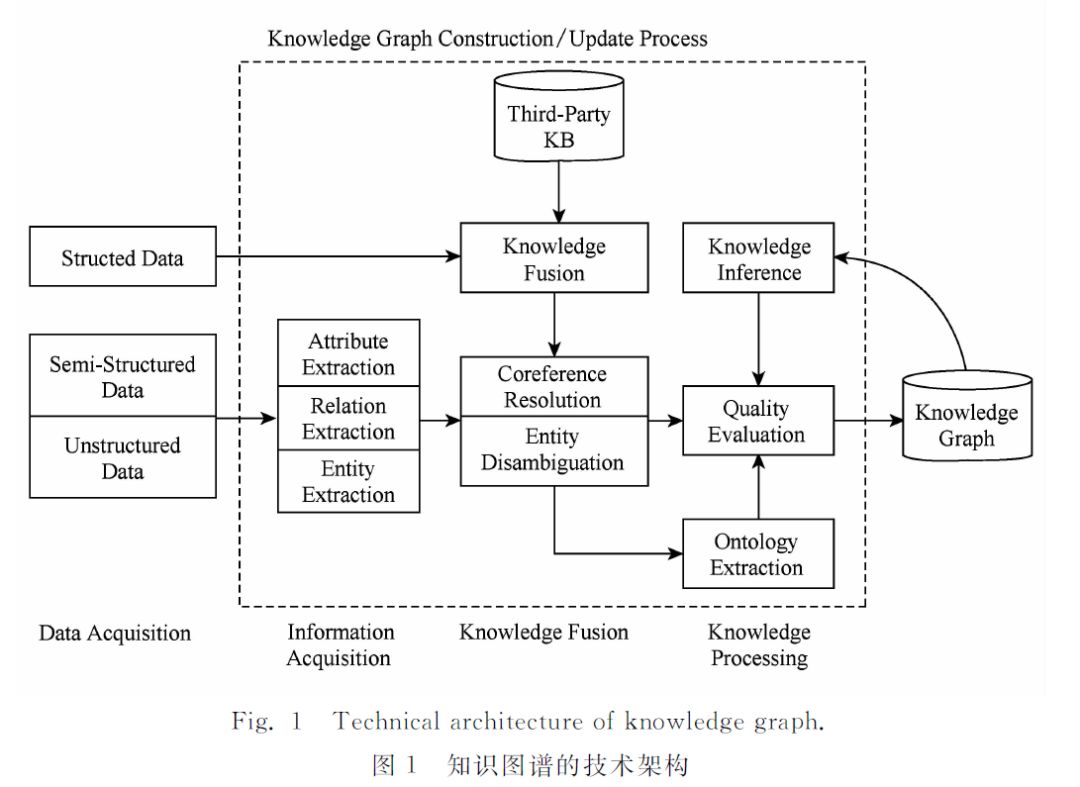 Knowledge Graph Construction/Update Process
Third-Party
KB
Structed Data
Knowledge
Fusion
Knowledge
Inference
Semi-Structured
Data
Unstructured
Data
Attribute
Extraction
Relation
Extraction
Entity
Extraction
Coreference
Resolution
Entity
Disambiguation
Quality
Evaluation
Knowledge
Graph
Ontology
Extraction
Data Acquisition
Information
Acquisition
Knowledge Fusion
Knowledge
Processing
Fig. 1 Technical architecture of knowledge graph.
图 1 知识图谱的技术架构